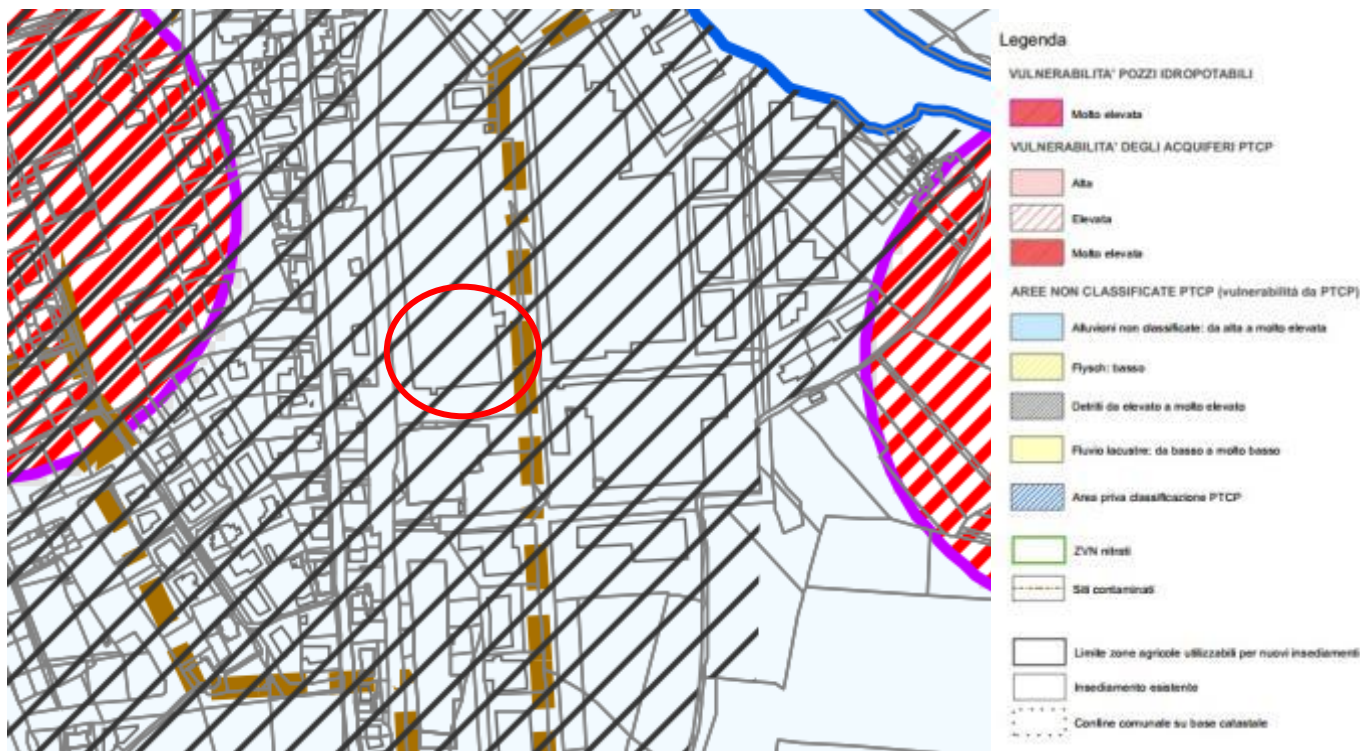 Legenda
VULNERABILITA' POZZI IDROPOTABILI
Molto elevata
VULNERABILITA' DEGLI ACQUIFERI PTCP
Alta
Elevata
Molto elevata
AREE NON CLASSIFICATE PTCP (vulnerabilità da PTCP)
Alluvioni non classificate: da alta a molto elevata
Flysch: basso
Detriti da elevato a molto elevato
Fluvio lacustre: da basso a molto basso
Area priva classificazione PTCP
ZVN nitrati
Siti contaminati
Limite zone agricole utilizzabili per nuovi insediamenti
Insediamento esistente
Confine comunale su base catastale